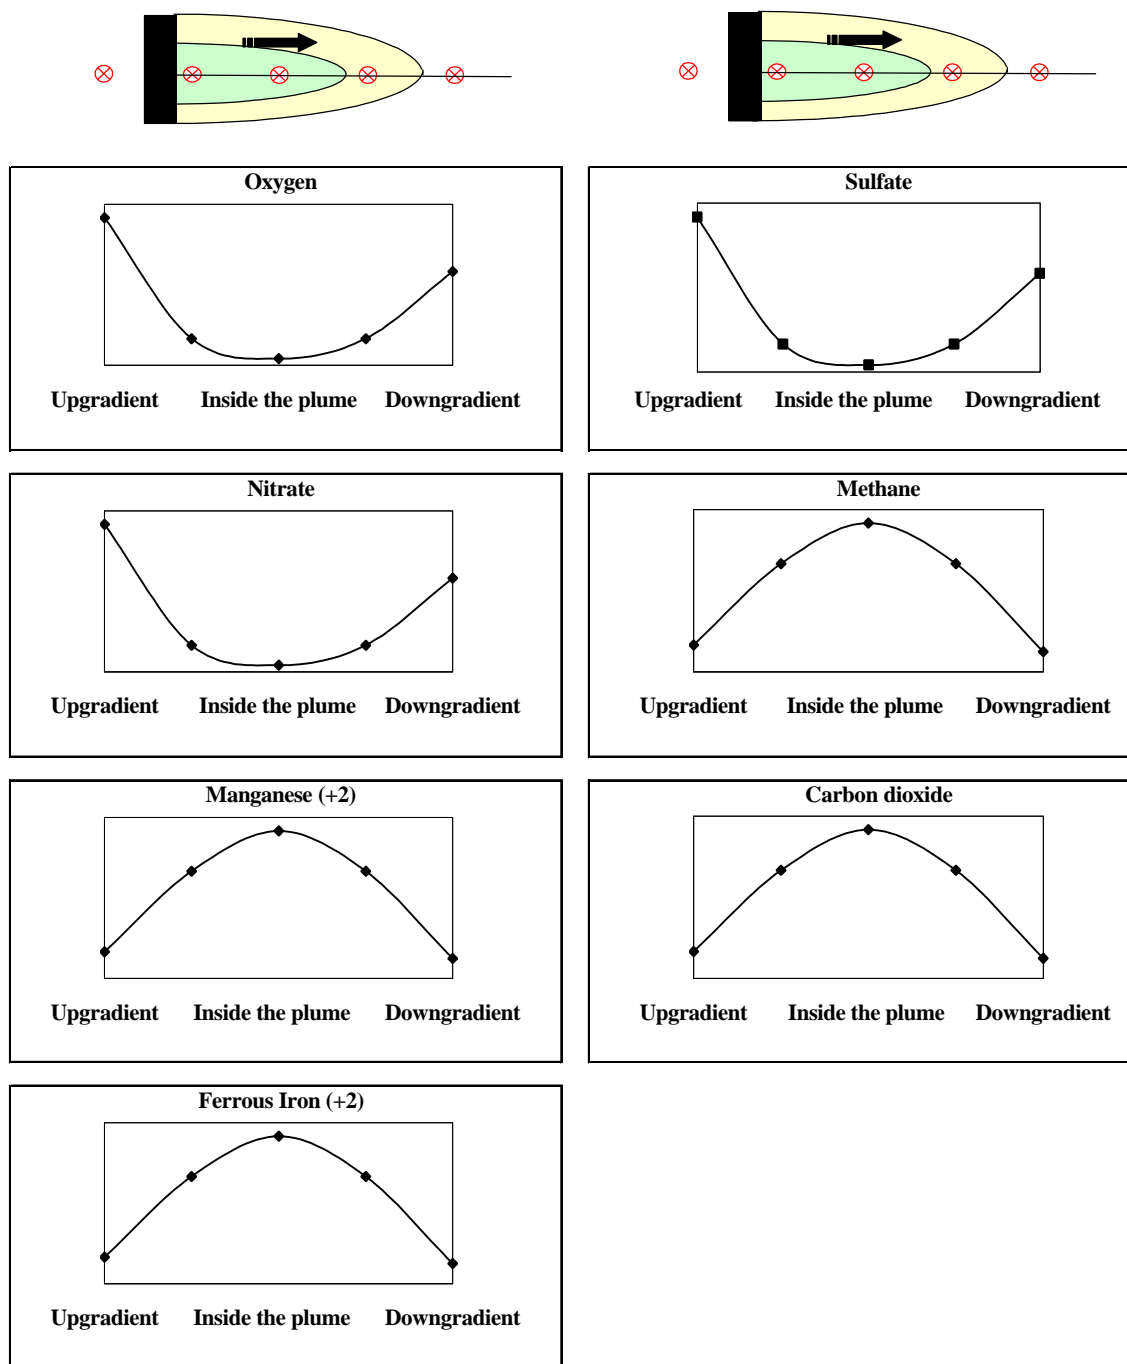 Oxygen
Upgradient Inside the plume Downgradient
Sulfate
Upgradient Inside the plume Downgradient
Nitrate
Upgradient Inside the plume Downgradient
Methane
Upgradient Inside the plume Downgradient
Manganese (+2)
Upgradient Inside the plume Downgradient
Carbon dioxide
Upgradient Inside the plume Downgradient
Ferrous Iron (+2)
Upgradient Inside the plume Downgradient